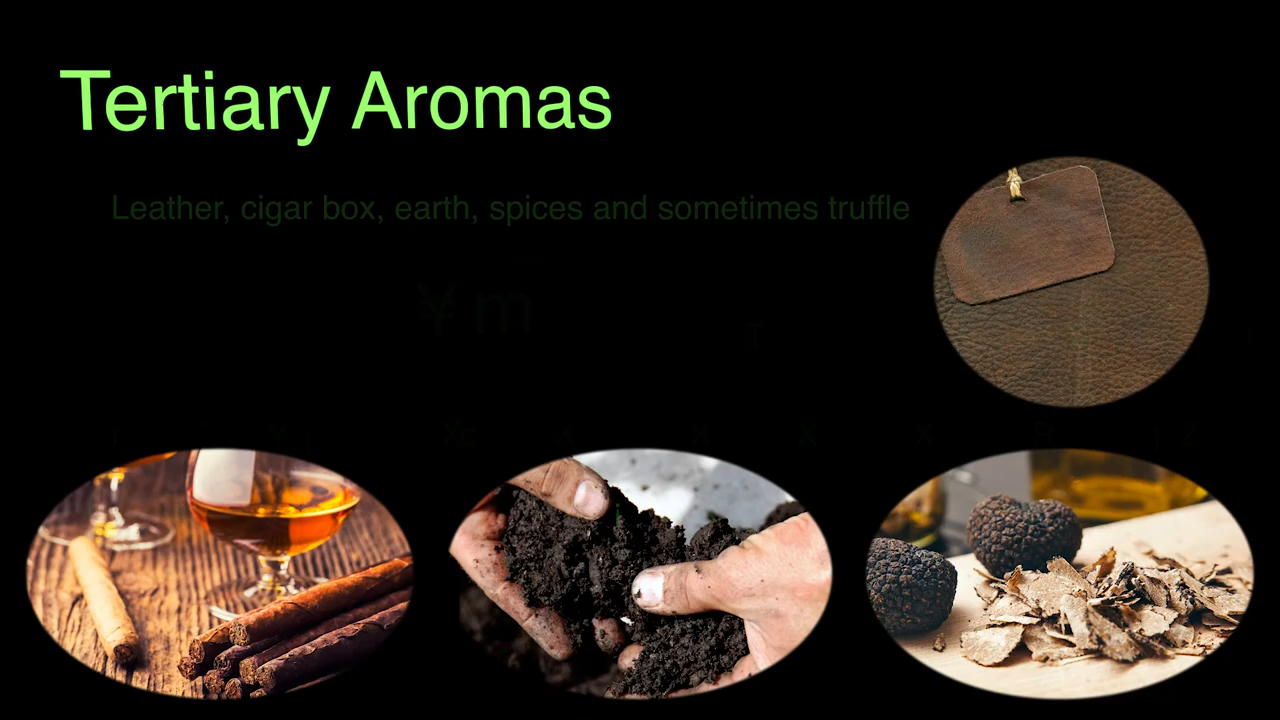 Tertiary Aromas
Leather, cigar box, earth, spices and sometimes truffle